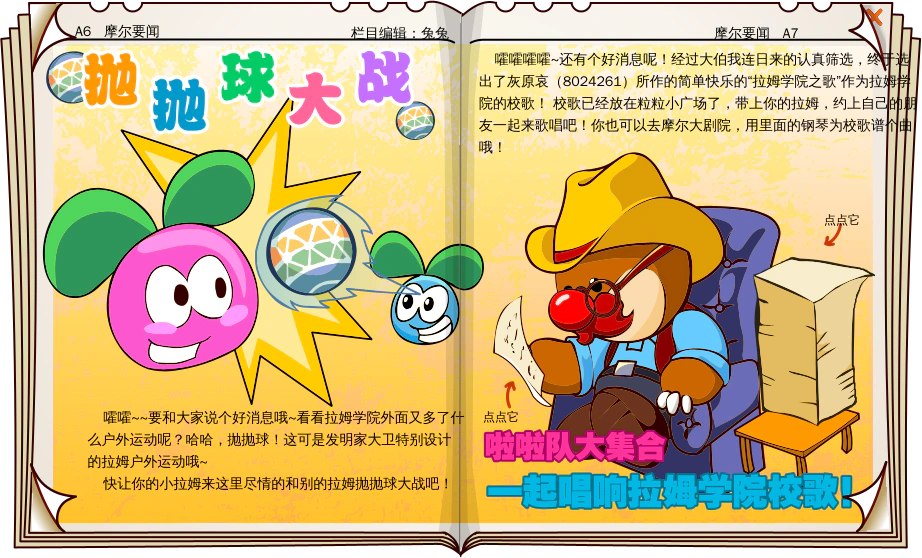 A6 摩尔要闻
栏目编辑：兔兔
抛抛球大战
嚯嚯~~要和大家说个好消息哦~看看拉姆学院外面又多了什
么户外运动呢？哈哈，抛抛球！这可是发明家大卫特别设计
的拉姆户外运动哦~
快让你的小拉姆来这里尽情的和别的拉姆抛抛球大战吧！
摩尔要闻 A7
嚯嚯嚯嚯~还有个好消息呢！经过大伯我连日来的认真筛选，终于选
出了灰原哀（8024261）所作的简单快乐的"拉姆学院之歌"作为拉姆学
院的校歌！ 校歌已经放在粒粒小广场了，带上你的拉姆，约上自己的朋
友一起来歌唱吧！你也可以去摩尔大剧院，用里面的钢琴为校歌谱个曲
哦！
点点它
点点它
啦啦队大集合
一起唱响拉姆学院校歌！